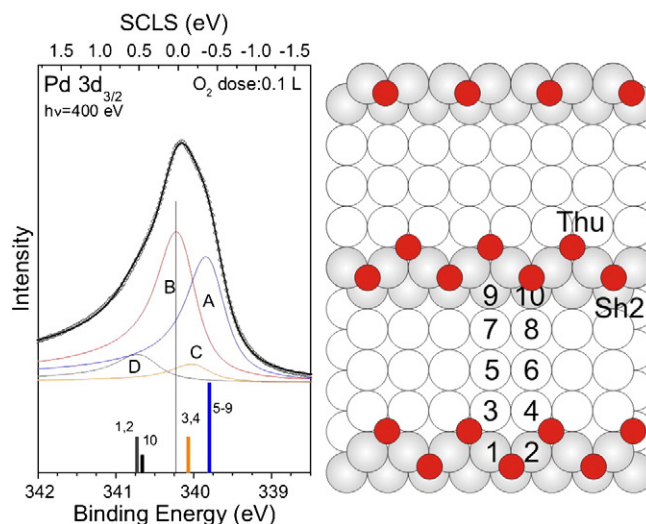 SCLS (eV)
1.5 1.0 0.5 0.0 -0.5 -1.0 -1.5
Pd 3d3/2
O2 dose:0.1 L
hν=400 eV
Intensity
B
A
D
C
1,2
10
3,4
5-9
342 341 340 339
Binding Energy (eV)
Thu
9 10
Sh2
7 8
5 6
3 4
1 2